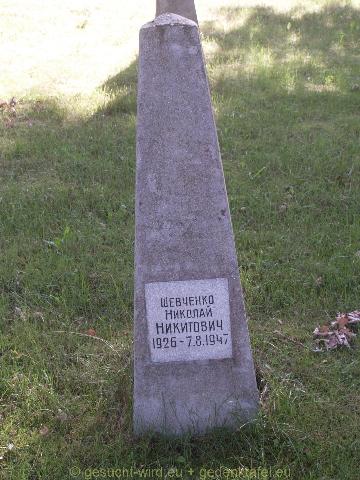 ШЕВЧЕНКО
НИКОЛАЙ
НИКИТОВИЧ
1926-7.8.1947
© gesucht-wird.eu + gedenktafel.eu